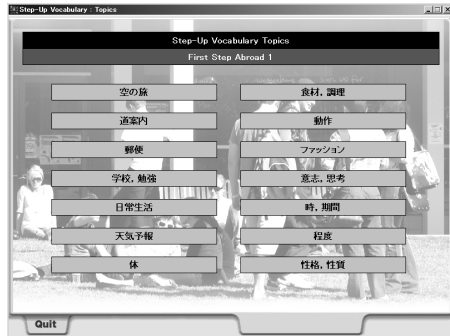 Step-Up Vocabulary : Topics
Step-Up Vocabulary Topics
First Step Abroad 1
空の旅
食材, 調理
道案内
動作
郵便
ファッション
学校, 勉強
意志, 思考
日常生活
時, 期間
天気予報
程度
体
性格, 性質
Quit